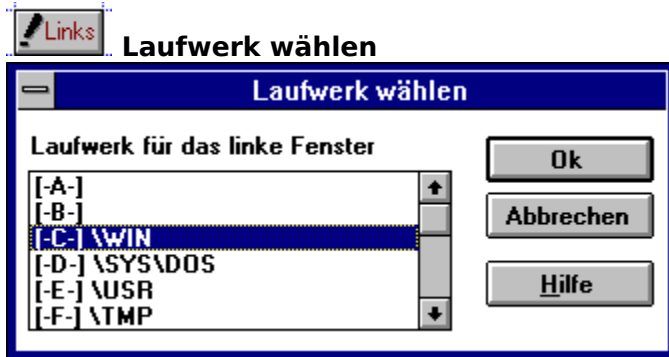 Links
Laufwerk wählen
Laufwerk wählen
Laufwerk für das linke Fenster
[-A-]
[-B-]
[-C-] \WIN
[-D-] \SYS\DOS
[-E-] \USR
[-F-] \TMP
Ok
Abbrechen
Hilfe